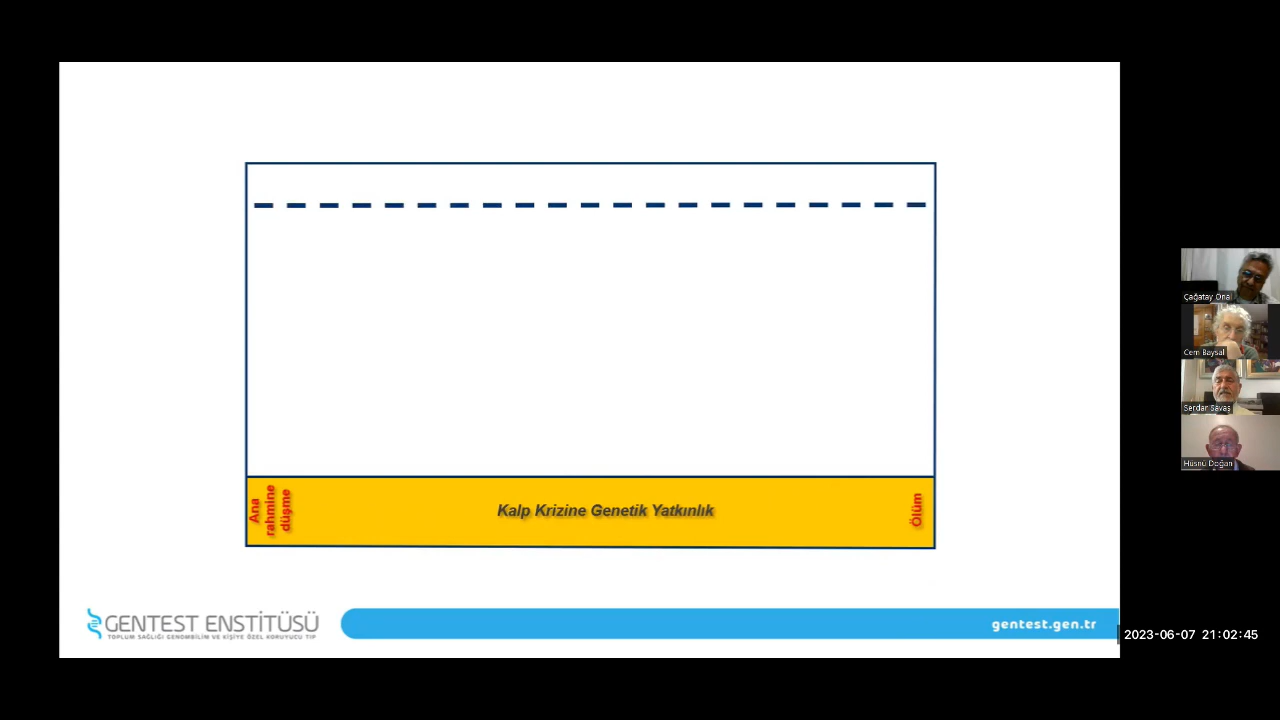 Ana
rahmine
düşme
Kalp Krizine Genetik Yatkınlık
Ölüm
GENTEST ENSTİTÜSÜ
TOPLUM SAĞLIĞI GENOMBİLİM VE KİŞİYE ÖZEL KORUYUCU TIP
gentest.gen.tr
Çağatay Önal
Cem Baysal
Serdar Savaş
Hüsnü Doğan
2023-06-07 21:02:45